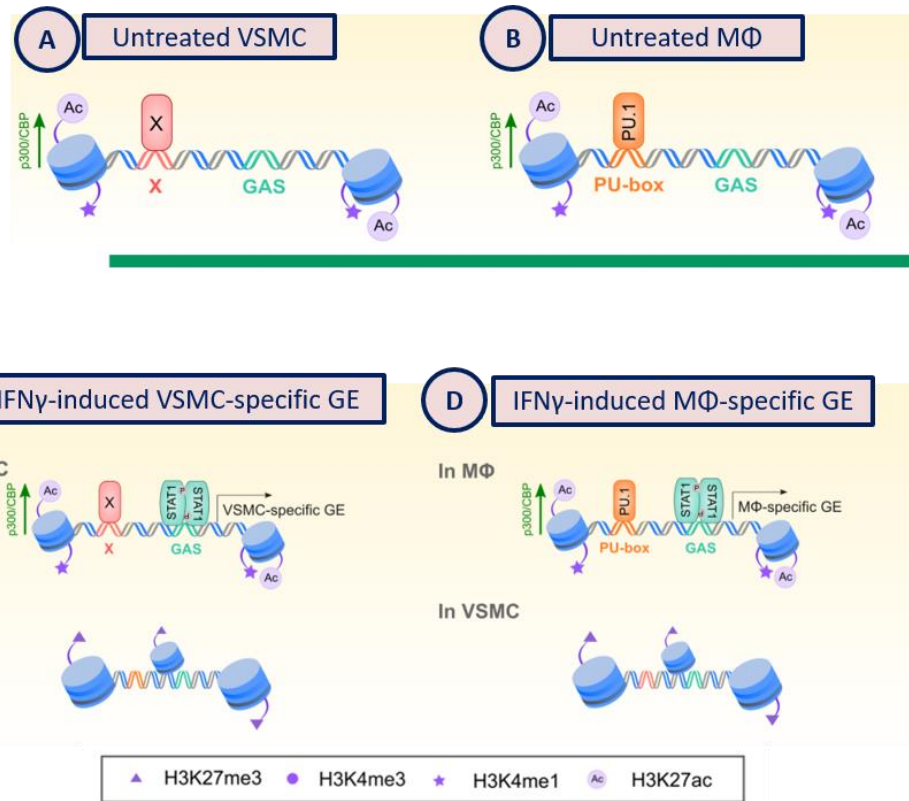 A
Untreated VSMC
B
Untreated MΦ
Ac
p300/CBP
X
X
GAS
Ac
Ac
p300/CBP
PU.1
PU-box
GAS
Ac
IFNγ-induced VSMC-specific GE
D
IFNγ-induced MΦ-specific GE
C
In MΦ
Ac
p300/CBP
X
STAT1
P
P
STAT1
VSMC-specific GE
X
GAS
Ac
Ac
p300/CBP
PU.1
STAT1
P
P
STAT1
MΦ-specific GE
PU-box
GAS
Ac
In VSMC
H3K27me3
H3K4me3
H3K4me1
Ac H3K27ac